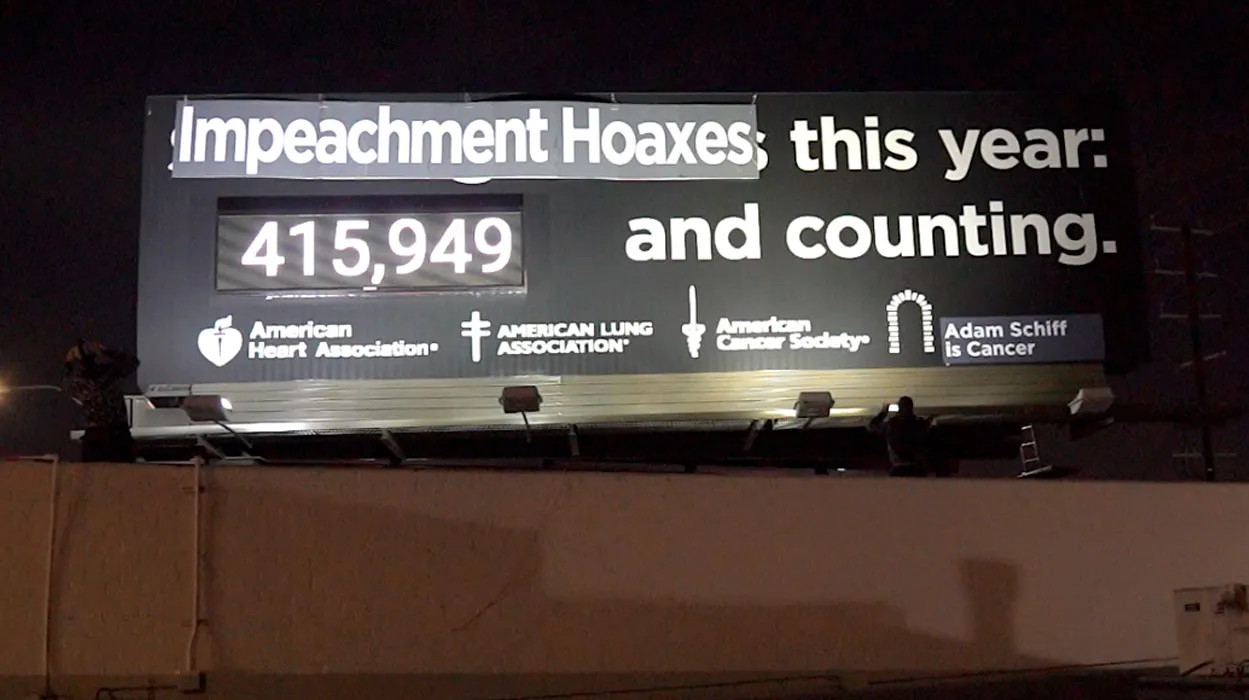 Impeachment Hoaxes this year:
415,949 and counting.
American
Heart Association®
AMERICAN LUNG
ASSOCIATION®
American
Cancer Society®
Adam Schiff
is Cancer